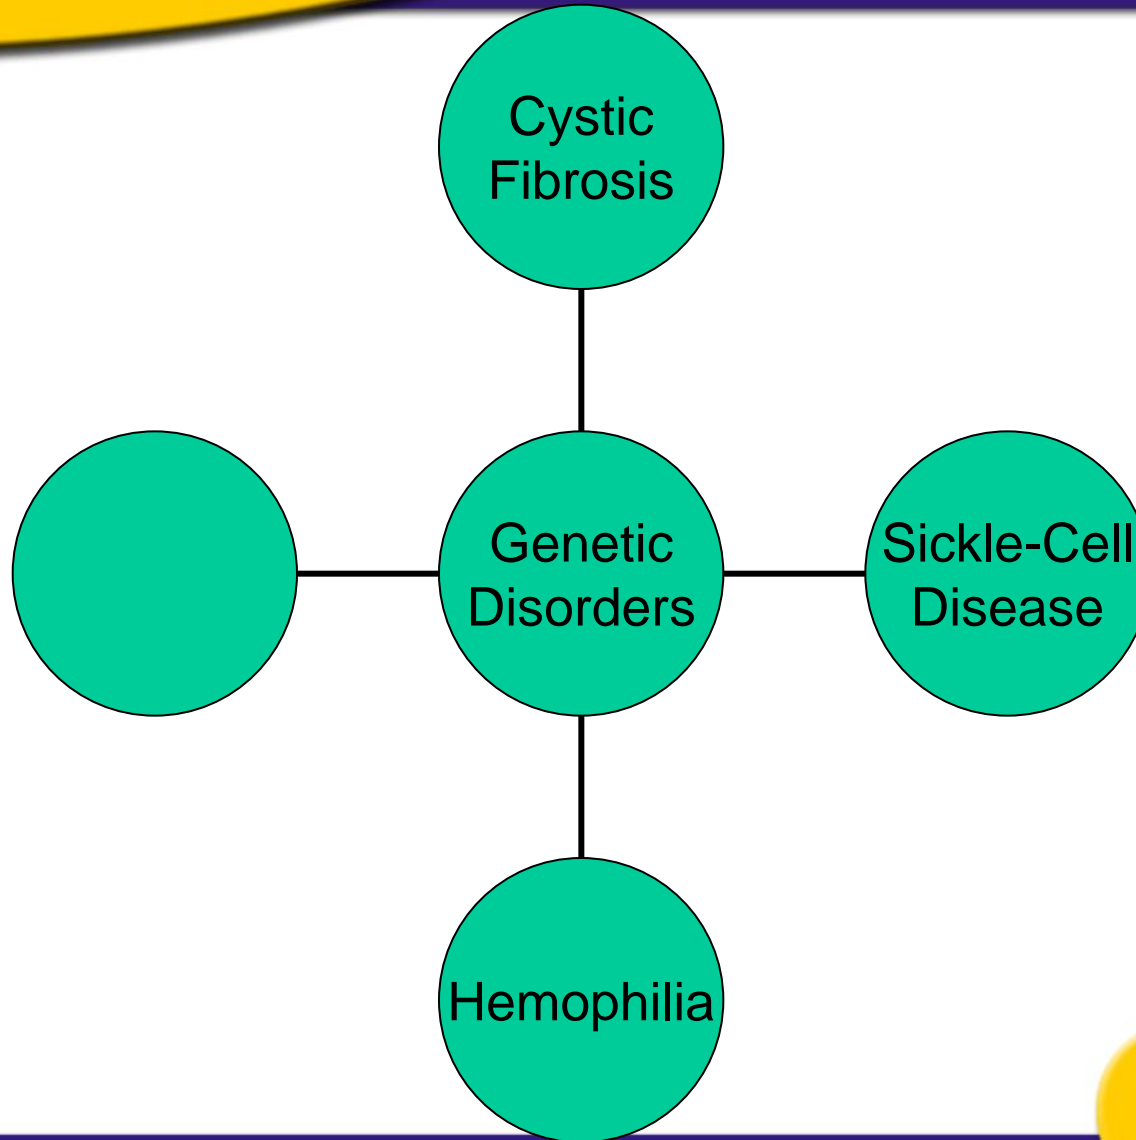 Cystic
Fibrosis
Genetic
Disorders
Sickle-Cell
Disease
Hemophilia